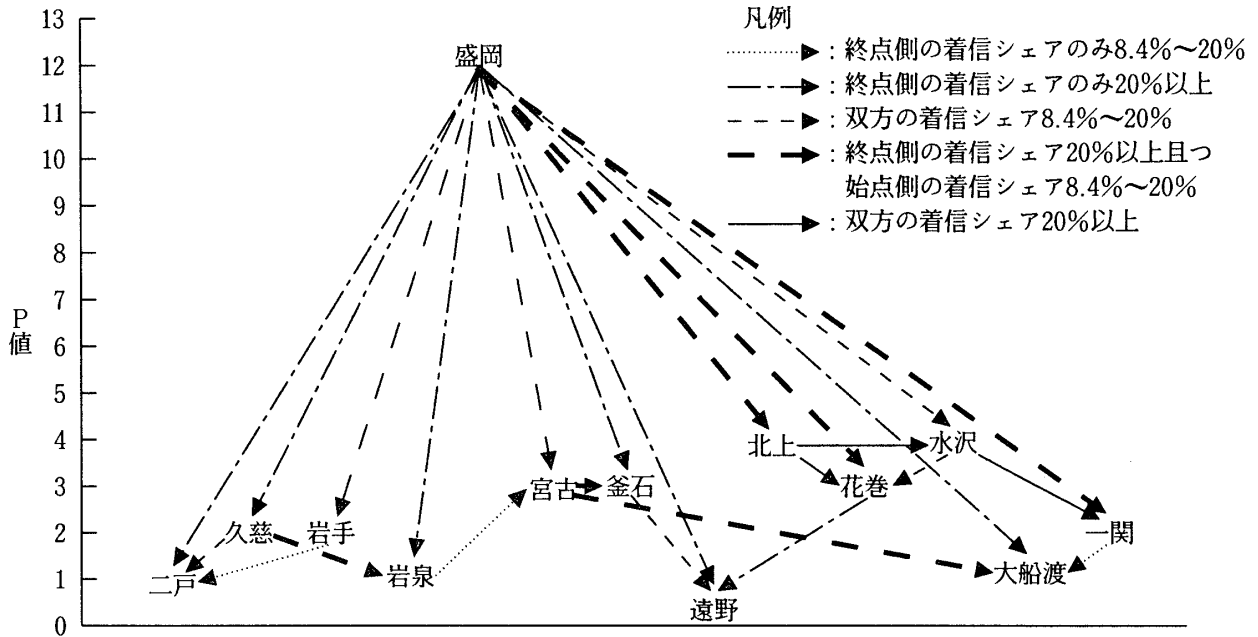 凡例
:終点側の着信シェアのみ8.4%~20%
:終点側の着信シェアのみ20%以上
:双方の着信シェア8.4%~20%
:終点側の着信シェア20%以上且つ
始点側の着信シェア8.4%~20%
:双方の着信シェア20%以上
P値
13
12
11
10
9
8
7
6
5
4
3
2
1
0
盛岡
北上
水沢
宮古
釜石
花巻
久慈
岩手
一関
二戸
岩泉
大船渡
遠野